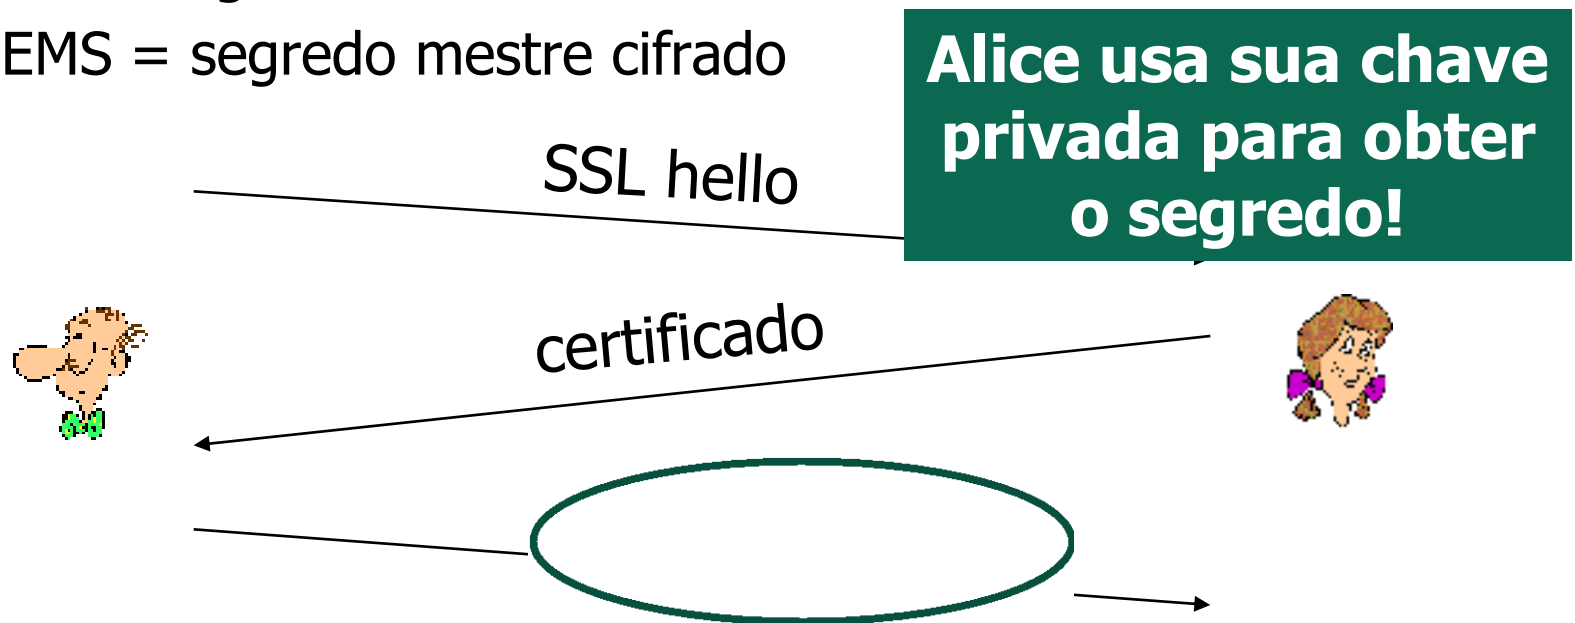 EMS = segredo mestre cifrado
Alice usa sua chave
privada para obter
o segredo!
SSL hello
certificado